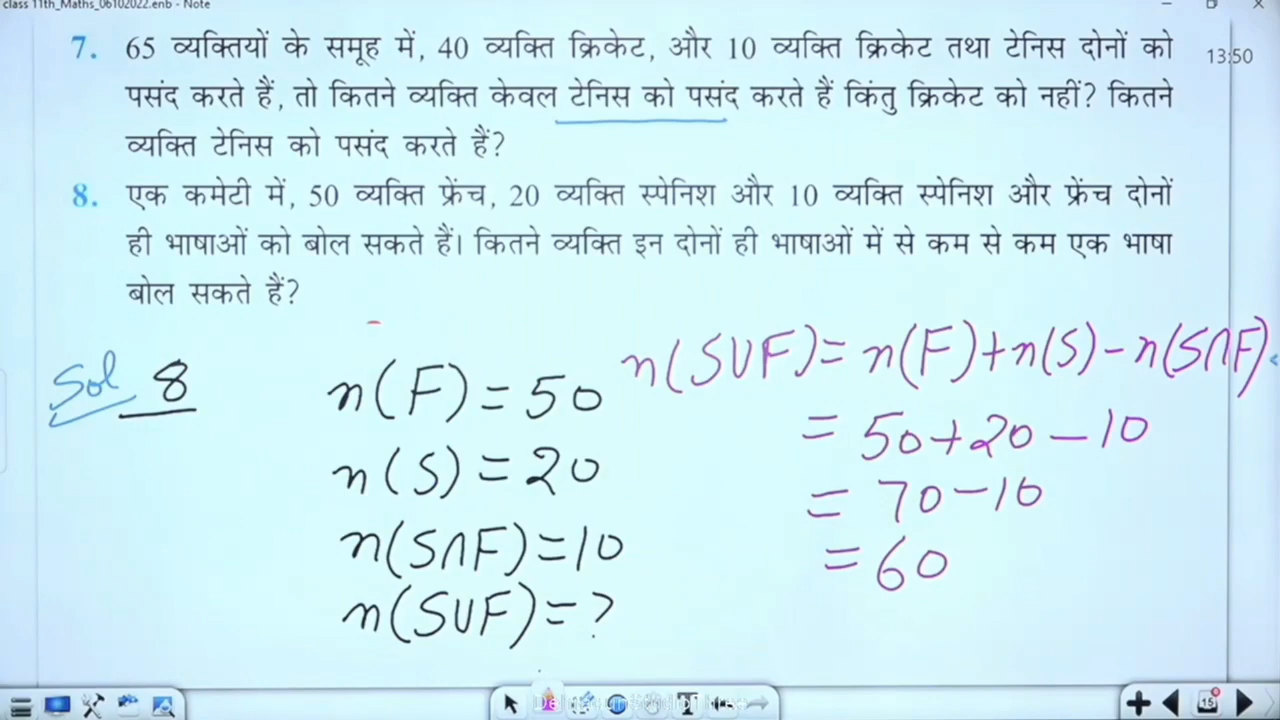 class 11th_Maths_06102022.enb - Note
13:50
7. 65 व्यक्तियों के समूह में, 40 व्यक्ति क्रिकेट, और 10 व्यक्ति क्रिकेट तथा टेनिस दोनों को
पसंद करते हैं, तो कितने व्यक्ति केवल टेनिस को पसंद करते हैं किंतु क्रिकेट को नहीं? कितने
व्यक्ति टेनिस को पसंद करते हैं?
8. एक कमेटी में, 50 व्यक्ति फ्रेंच, 20 व्यक्ति स्पेनिश और 10 व्यक्ति स्पेनिश और फ्रेंच दोनों
ही भाषाओं को बोल सकते हैं। कितने व्यक्ति इन दोनों ही भाषाओं में से कम से कम एक भाषा
बोल सकते हैं?
Sol 8
n(F) = 50
n(S) = 20
n(S∩F) = 10
n(S∪F) = ?
n(S∪F) = n(F) + n(S) - n(S∩F)
= 50 + 20 - 10
= 70 - 10
= 60
15